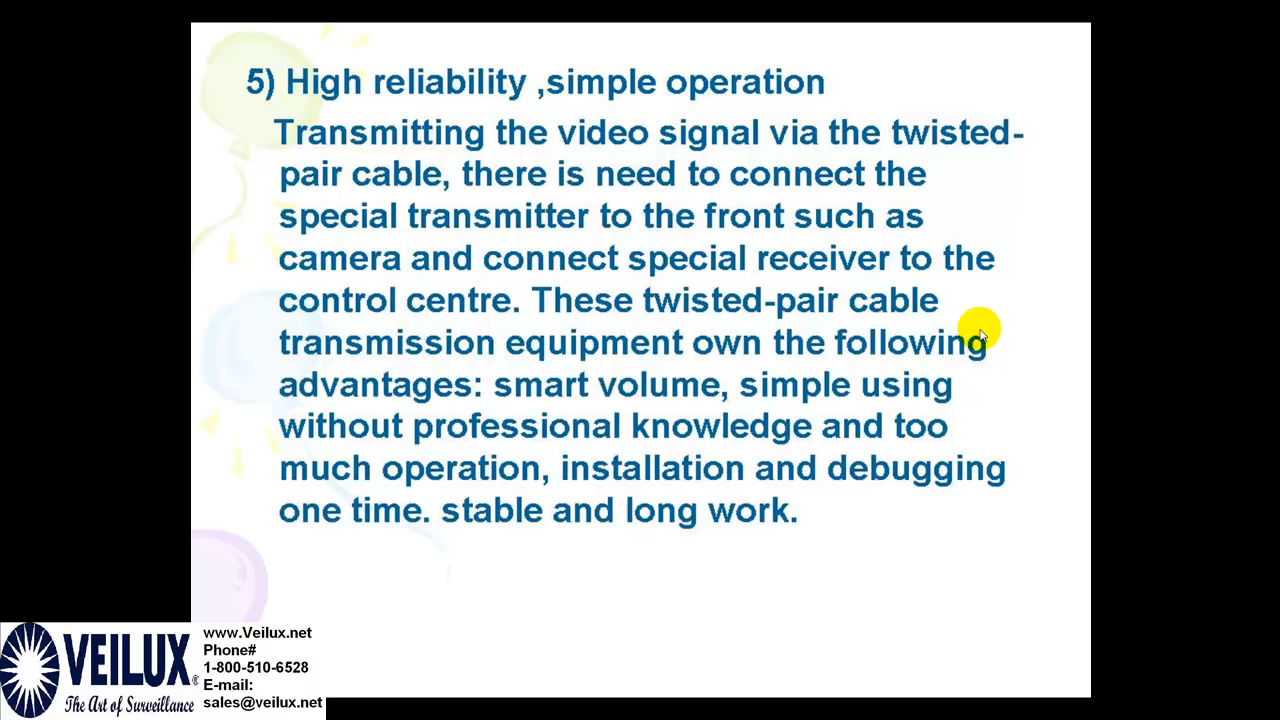 5) High reliability ,simple operation
Transmitting the video signal via the twisted-
pair cable, there is need to connect the
special transmitter to the front such as
camera and connect special receiver to the
control centre. These twisted-pair cable
transmission equipment own the following
advantages: smart volume, simple using
without professional knowledge and too
much operation, installation and debugging
one time. stable and long work.
VEILUX®
The Art of Surveillance
www.Veilux.net
Phone#
1-800-510-6528
E-mail:
sales@veilux.net